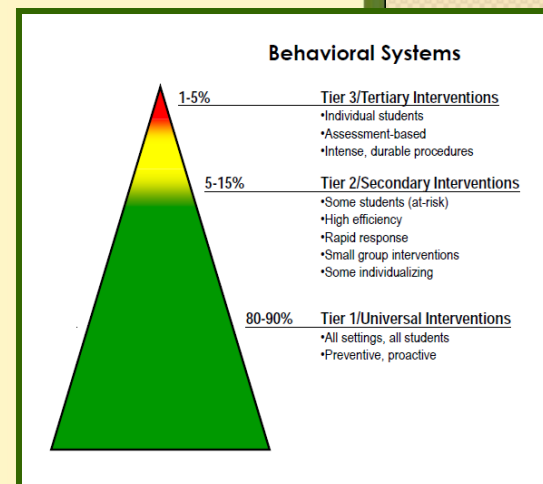 Behavioral Systems
1-5% Tier 3/Tertiary Interventions
•Individual students
•Assessment-based
•Intense, durable procedures
5-15% Tier 2/Secondary Interventions
•Some students (at-risk)
•High efficiency
•Rapid response
•Small group interventions
•Some individualizing
80-90% Tier 1/Universal Interventions
•All settings, all students
•Preventive, proactive